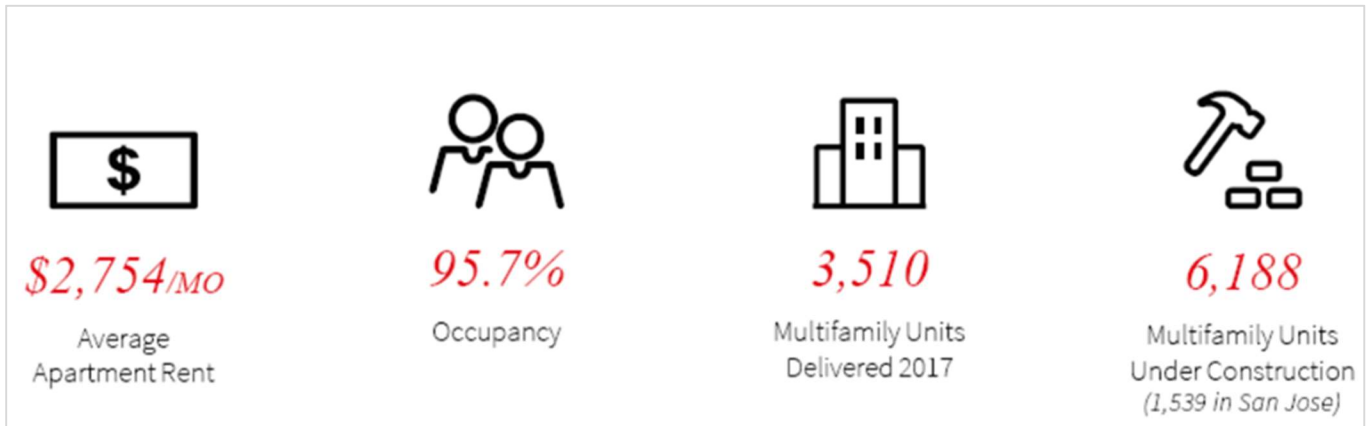 $
$2,754/MO
Average
Apartment Rent
95.7%
Occupancy
3,510
Multifamily Units
Delivered 2017
6,188
Multifamily Units
Under Construction
(1,539 in San Jose)